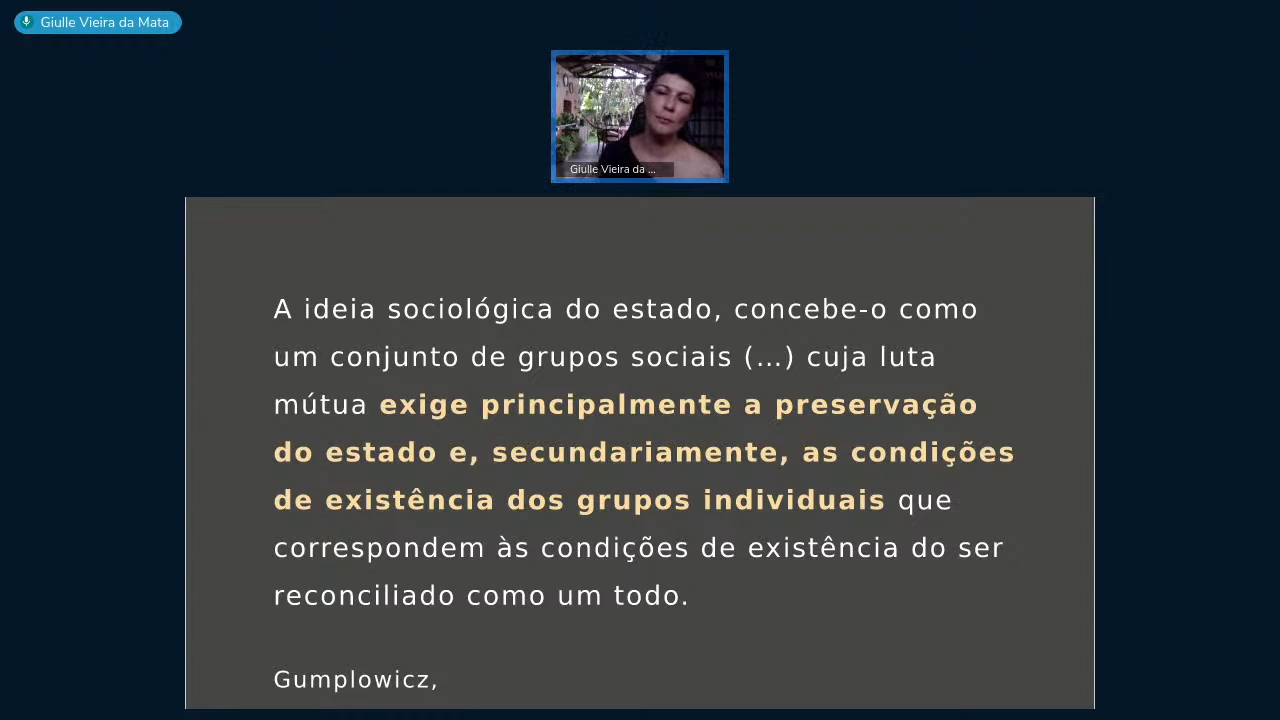 Giulle Vieira da Mata
Giulle Vieira da ...
A ideia sociológica do estado, concebe-o como
um conjunto de grupos sociais (...) cuja luta
mútua exige principalmente a preservação
do estado e, secundariamente, as condições
de existência dos grupos individuais que
correspondem às condições de existência do ser
reconciliado como um todo.
Gumplowicz,